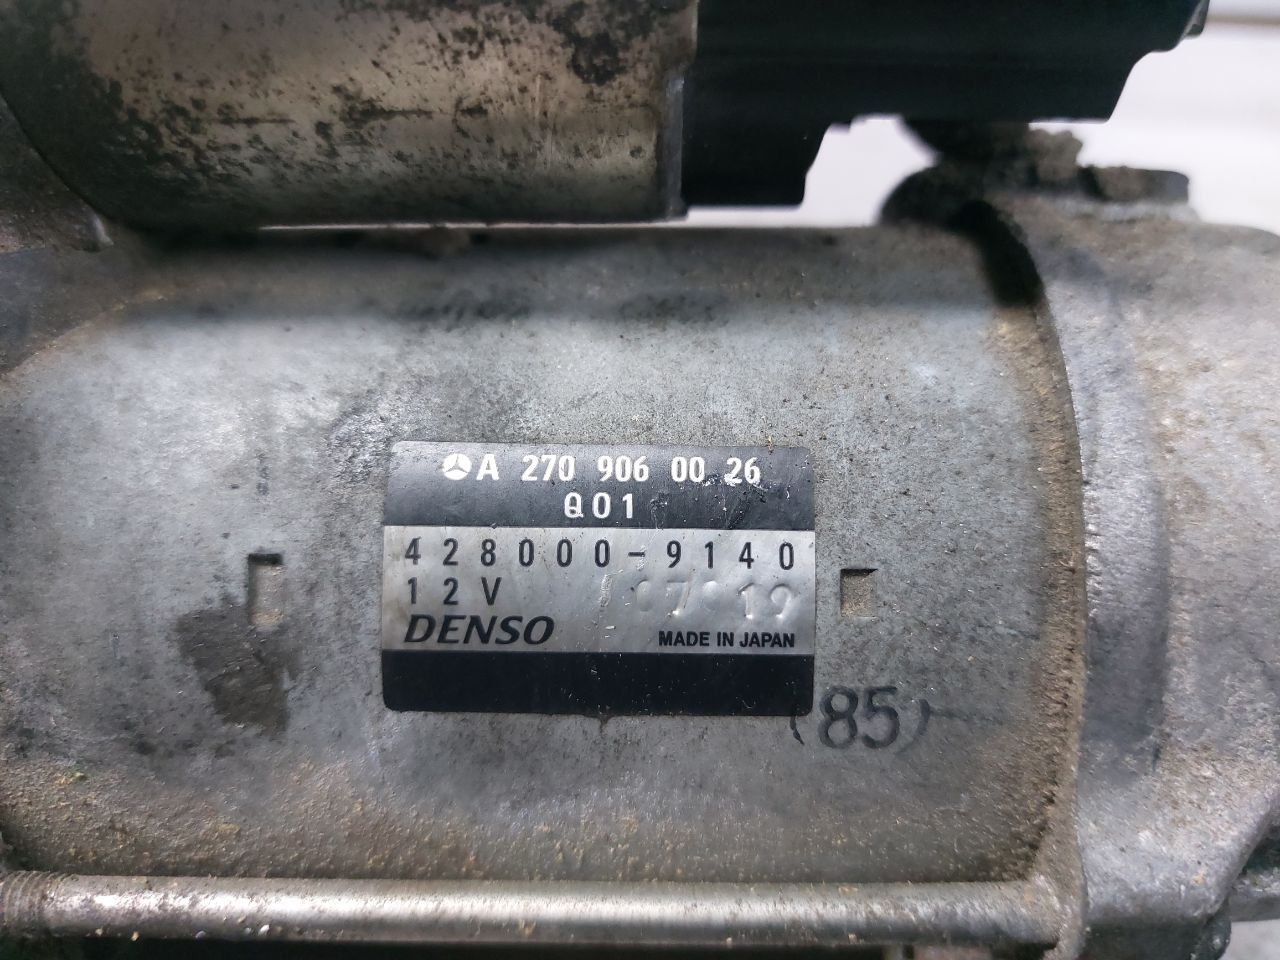 A 270 906 00 26
Q01
428000-9140
12V
DENSO MADE IN JAPAN
(85)